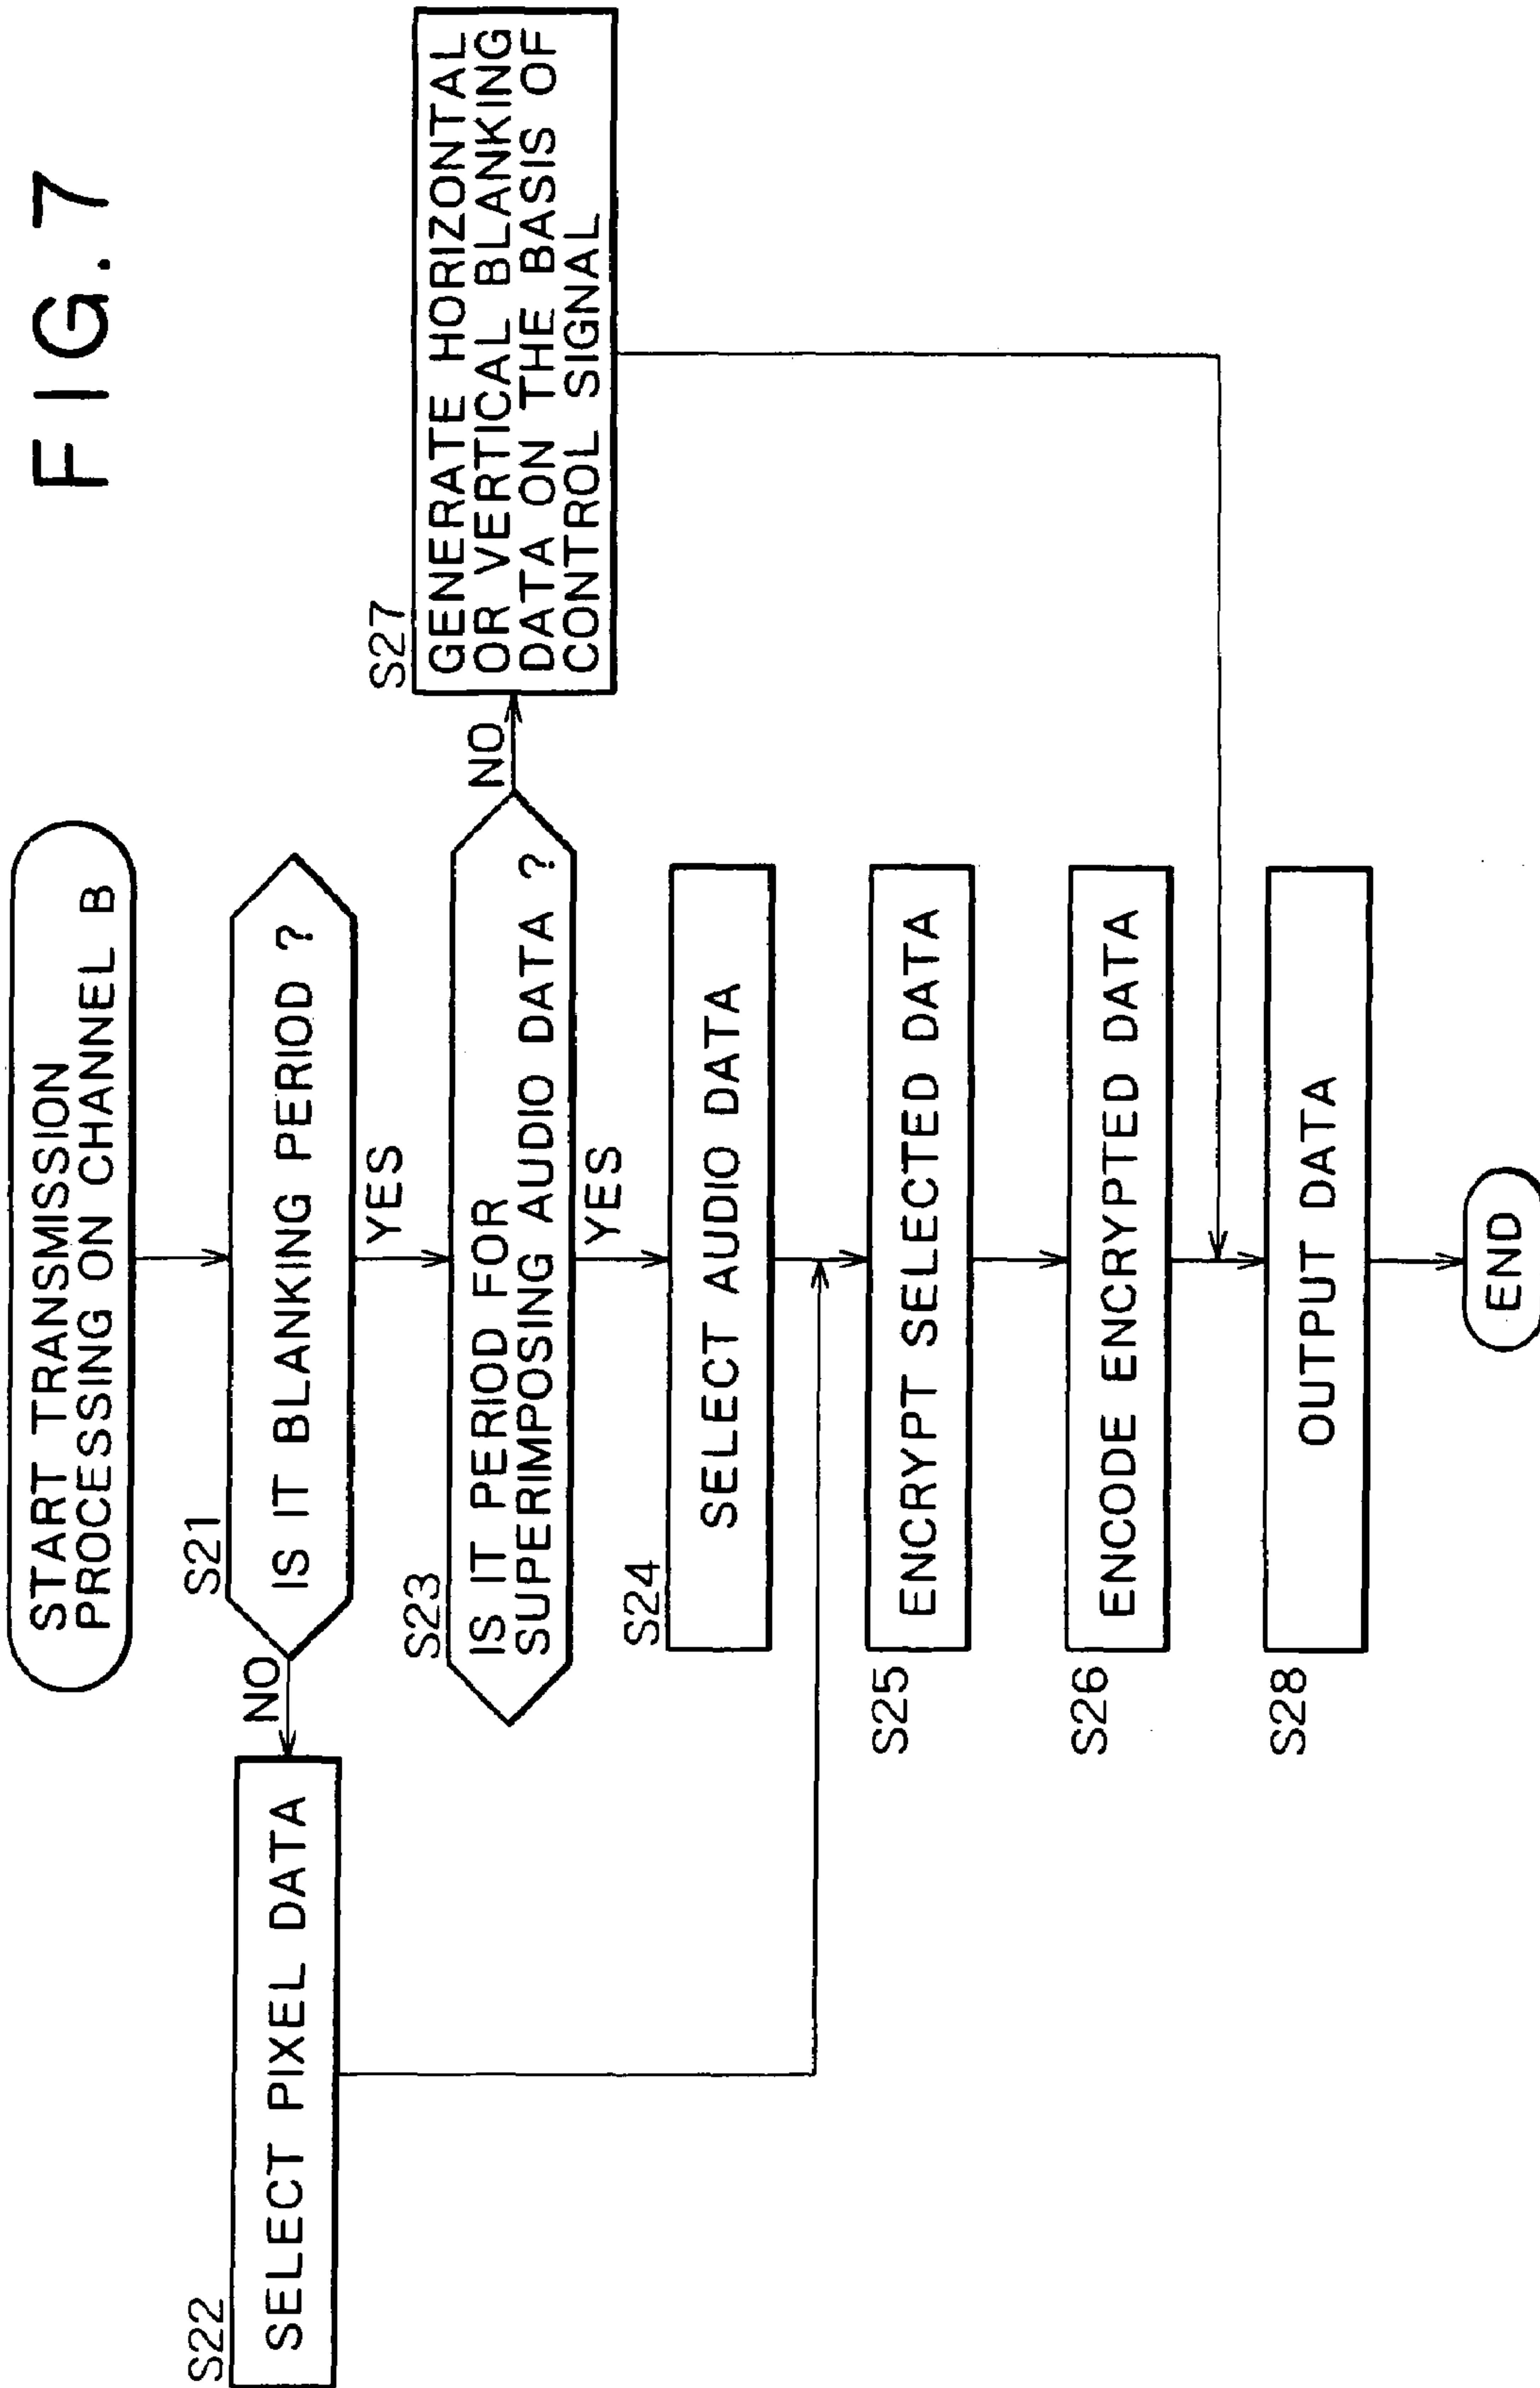 FIG.7
START TRANSMISSION
PROCESSING ON CHANNEL B
S21
IS IT BLANKING PERIOD ?
NO
YES
S22
SELECT PIXEL DATA
S23
IS IT PERIOD FOR
SUPERIMPOSING AUDIO DATA ?
NO
YES
S27
GENERATE HORIZONTAL
OR VERTICAL BLANKING
DATA ON THE BASIS OF
CONTROL SIGNAL
S24
SELECT AUDIO DATA
S25
ENCRYPT SELECTED DATA
S26
ENCODE ENCRYPTED DATA
S28
OUTPUT DATA
END